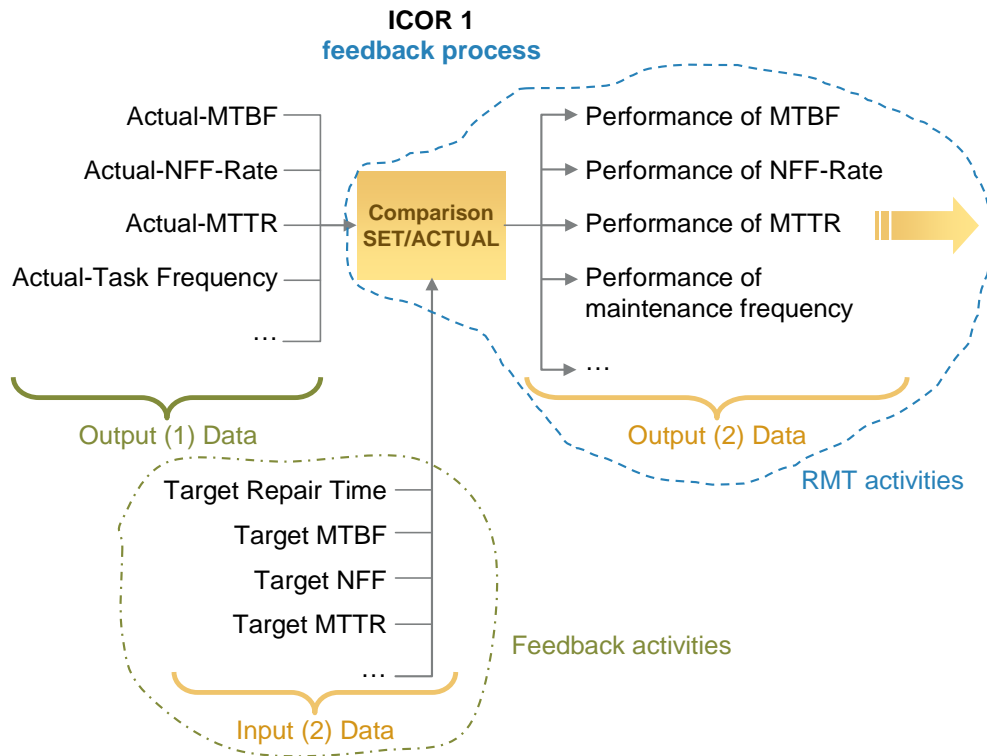 ICOR 1
feedback process
Actual-MTBF
Actual-NFF-Rate
Actual-MTTR
Actual-Task Frequency
…
Output (1) Data
Comparison
SET/ACTUAL
Performance of MTBF
Performance of NFF-Rate
Performance of MTTR
Performance of
maintenance frequency
…
Output (2) Data
RMT activities
Target Repair Time
Target MTBF
Target NFF
Target MTTR
…
Input (2) Data
Feedback activities